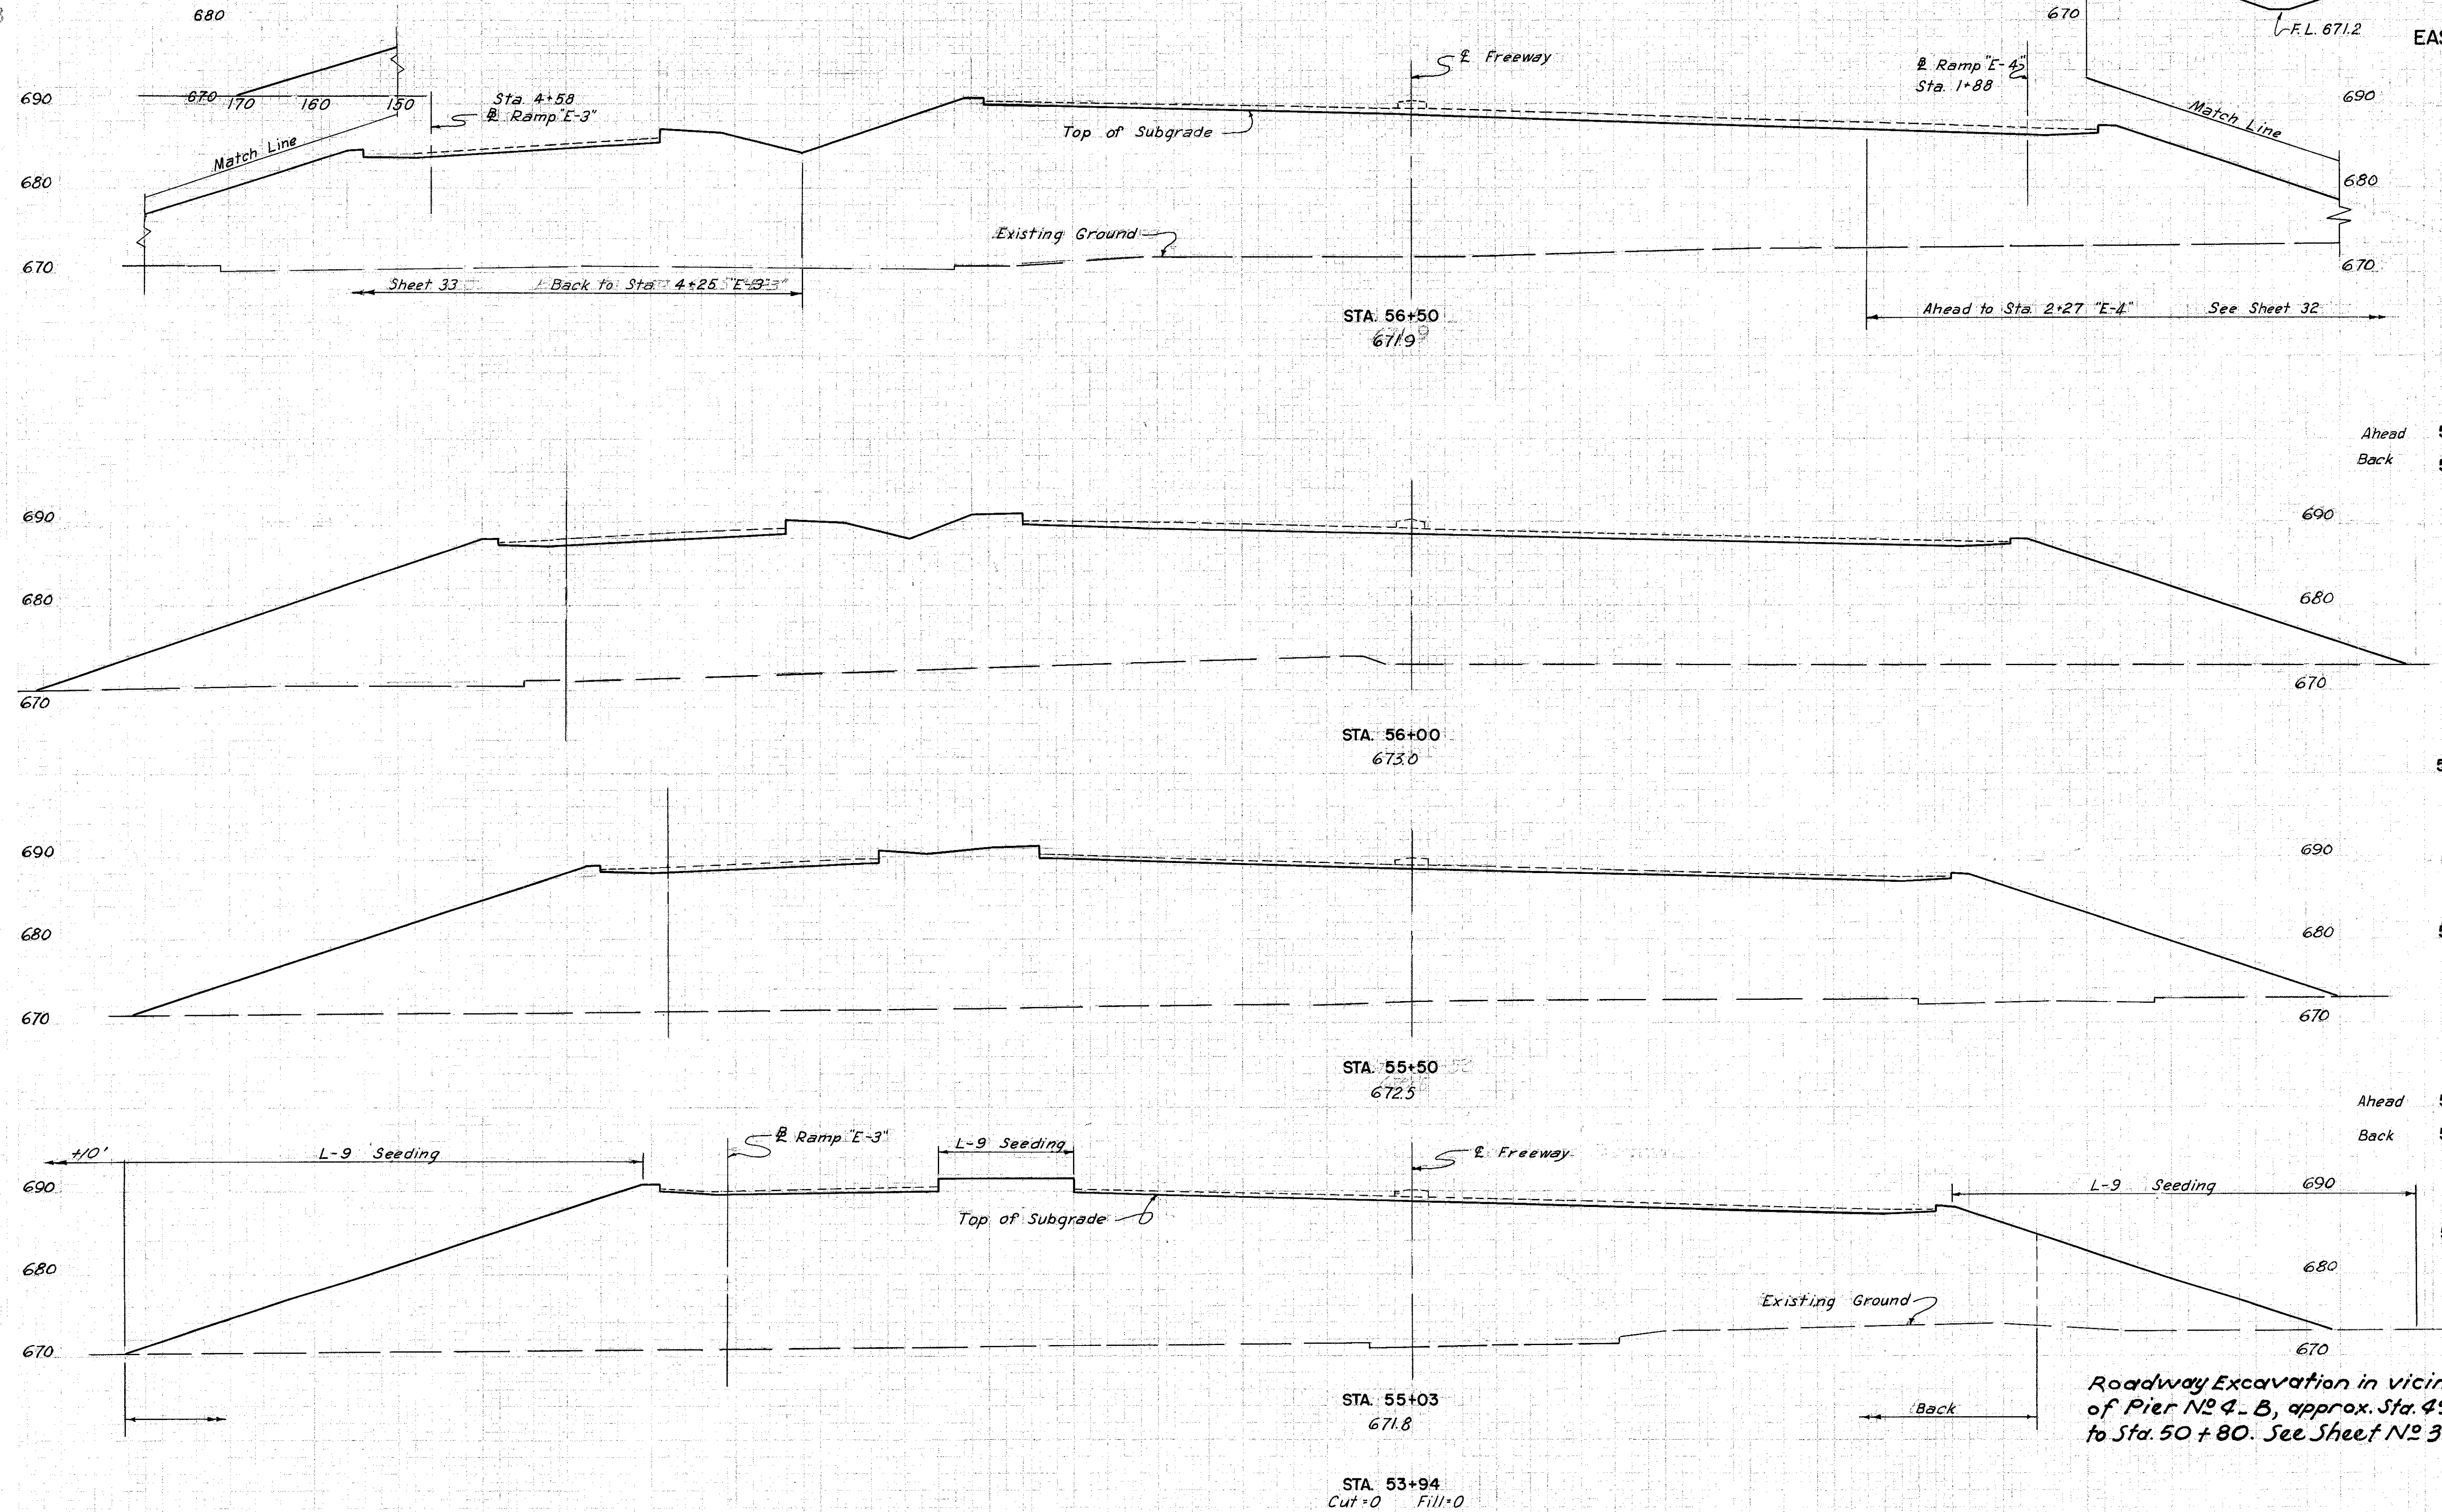 680
670
F.L. 671.2
℄ Freeway
℄ Ramp "E-4"
Sta. 1+88
690
670 170 160 150
Sta. 4+58
℄ Ramp "E-3"
690
Match Line
Top of Subgrade
Match Line
680
680
Existing Ground
670
670
Sheet 33 Back to Sta. 4+25 "E-3"
STA. 56+50
671.9
Ahead to Sta. 2+27 "E-4" See Sheet 32
Ahead
Back
690
690
680
680
670
670
STA. 56+00
673.0
690
690
680
680
670
670
STA. 55+50
672.5
Ahead
Back
+10'
L-9 Seeding
℄ Ramp "E-3"
L-9 Seeding
℄ Freeway
690
L-9 Seeding
690
Top of Subgrade
680
680
Existing Ground
670
670
STA. 55+03
671.8
Back
Roadway Excavation in
of Pier Nº 4-B, approx. Sta.
to Sta. 50+80. See Sheet Nº
STA. 53+94
Cut=0 Fill=0